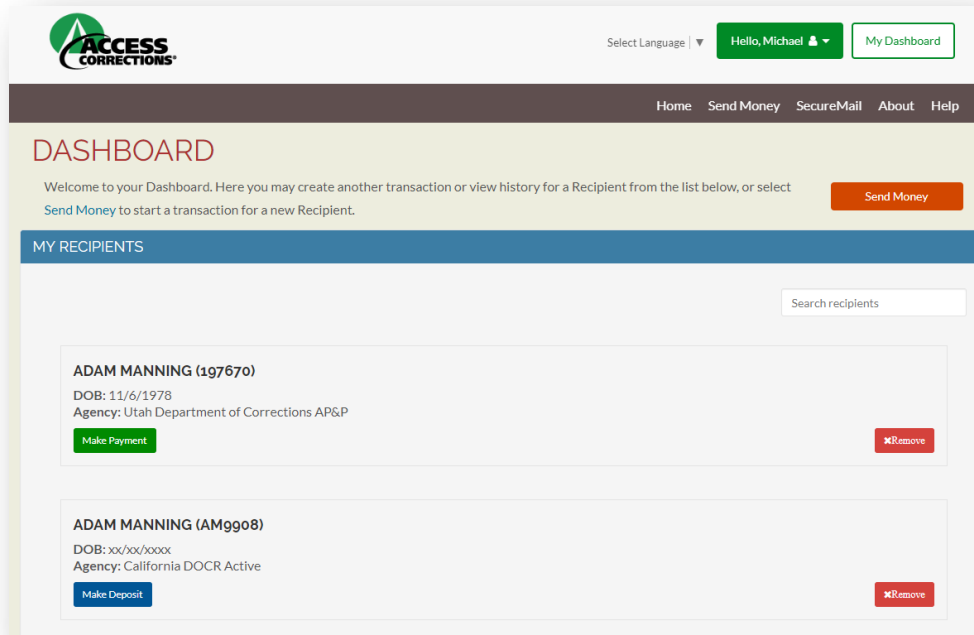 ACCESS
CORRECTIONS®
Select Language ▼
Hello, Michael
My Dashboard
Home Send Money SecureMail About Help
DASHBOARD
Welcome to your Dashboard. Here you may create another transaction or view history for a Recipient from the list below, or select
Send Money to start a transaction for a new Recipient.
Send Money
MY RECIPIENTS
Search recipients
ADAM MANNING (197670)
DOB: 11/6/1978
Agency: Utah Department of Corrections AP&P
Make Payment
✖Remove
ADAM MANNING (AM9908)
DOB: xx/xx/xxxx
Agency: California DOCR Active
Make Deposit
✖Remove